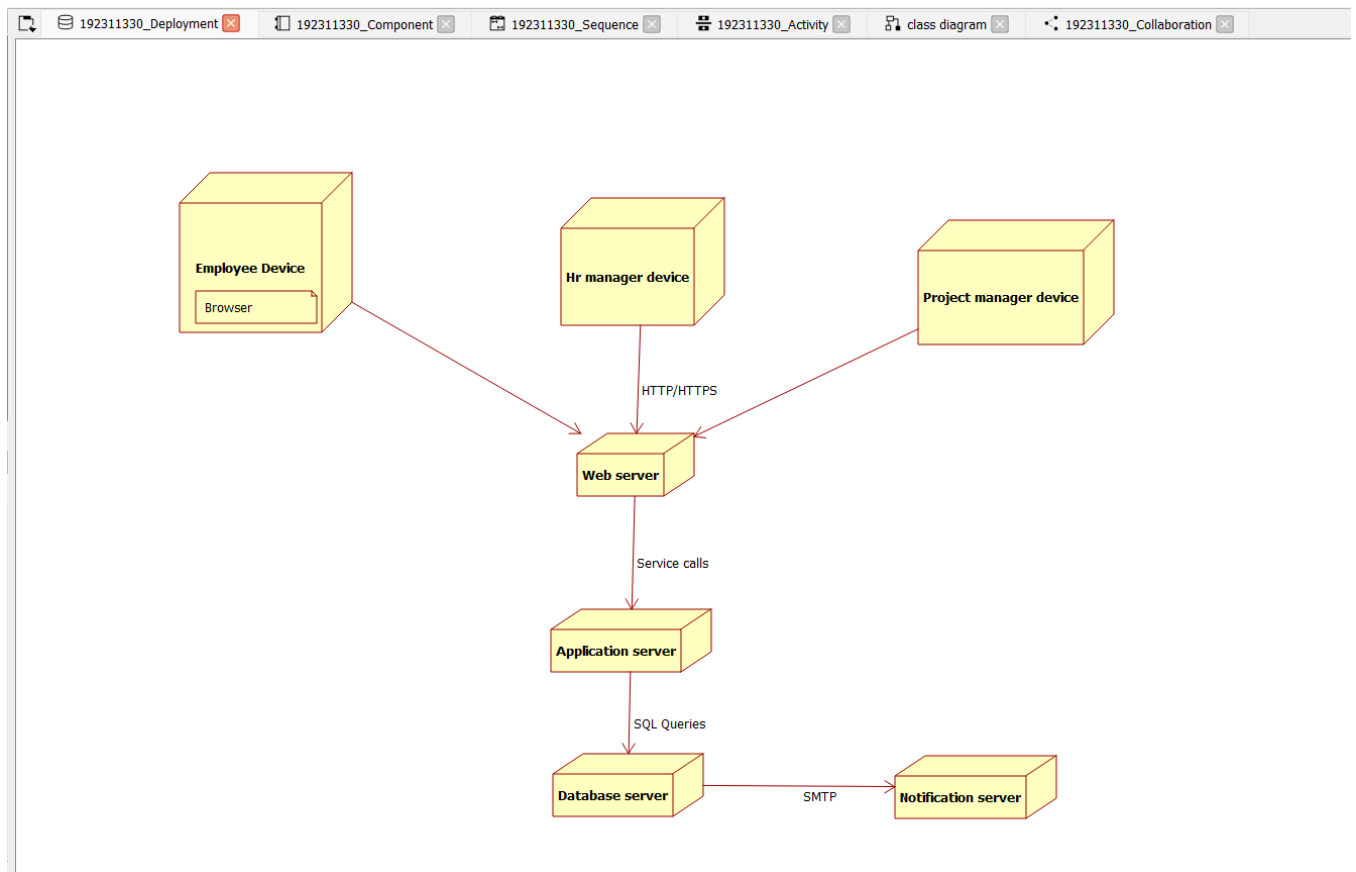 192311330_Deployment
192311330_Component
192311330_Sequence
192311330_Activity
class diagram
192311330_Collaboration
Employee Device
Browser
Hr manager device
Project manager device
HTTP/HTTPS
Web server
Service calls
Application server
SQL Queries
Database server
SMTP
Notification server